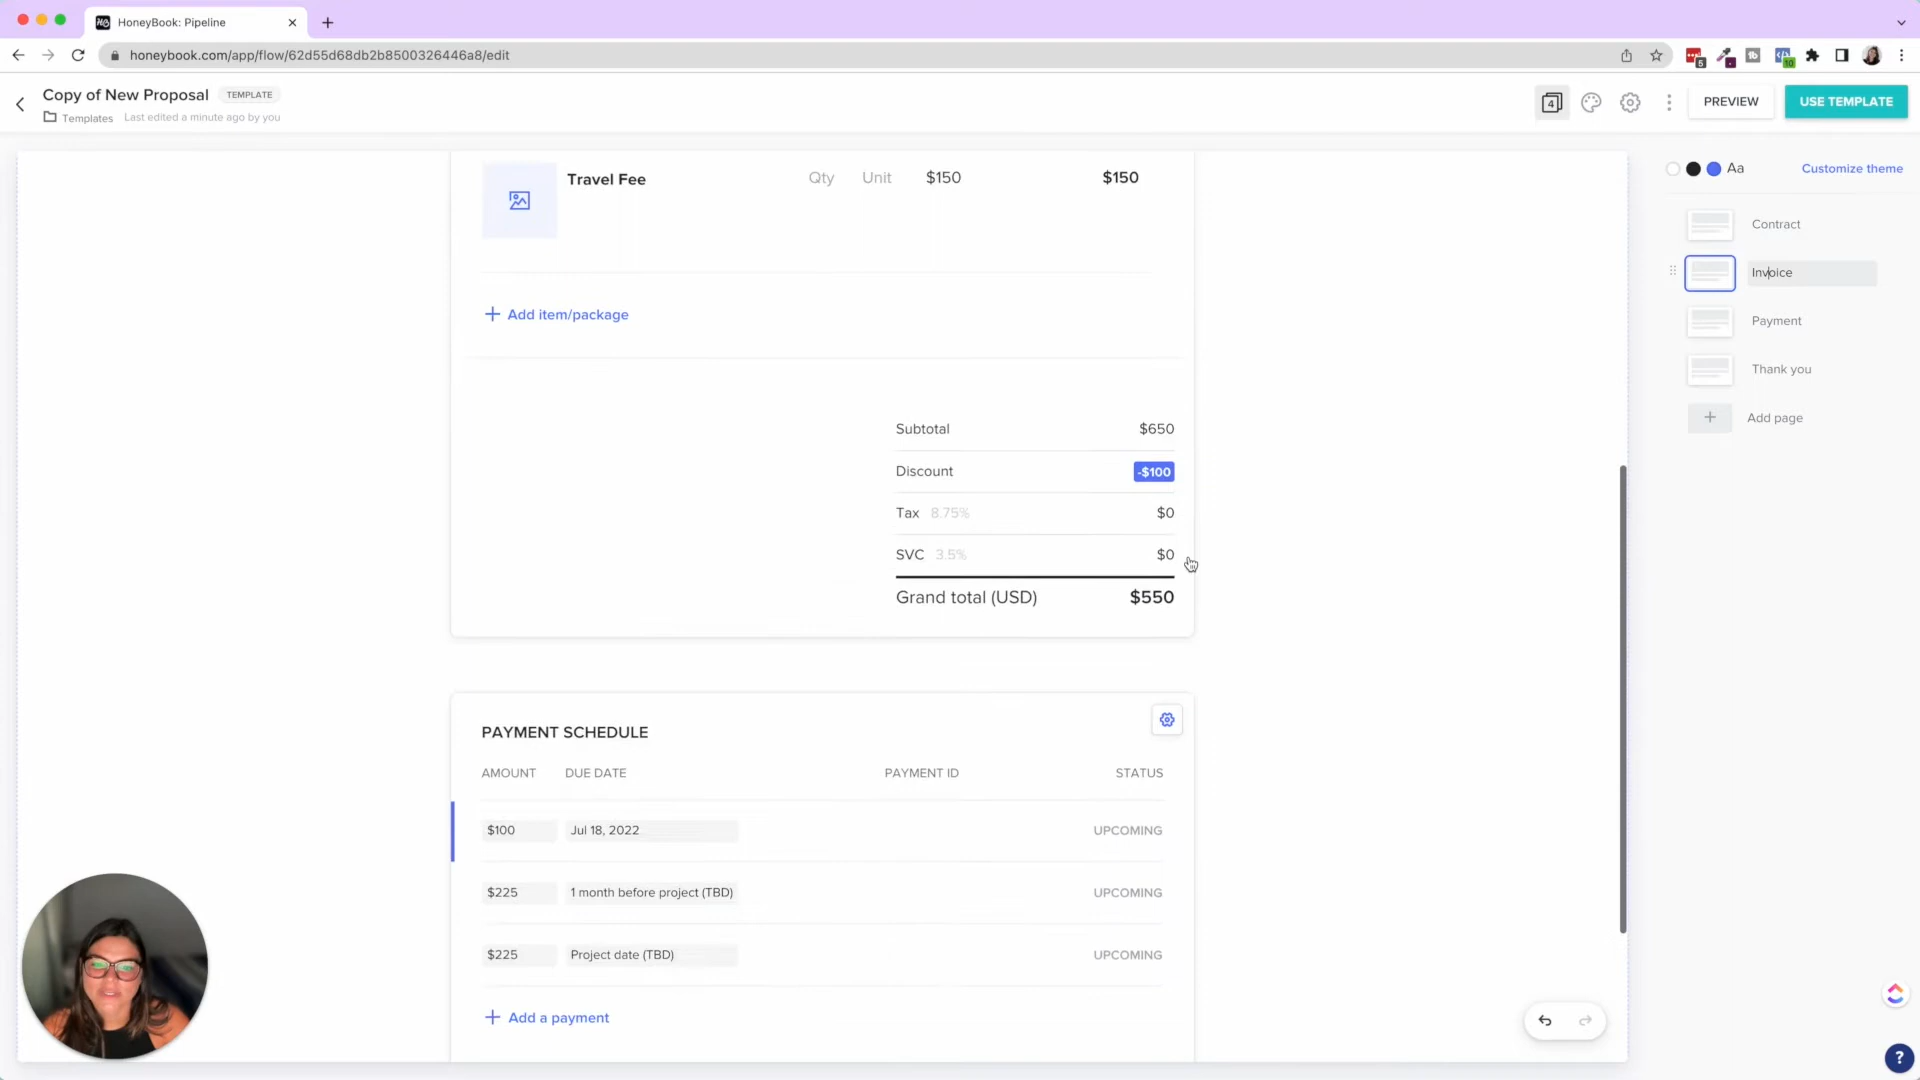 HoneyBook: Pipeline
honeybook.com/app/flow/62d55d68db2b8500326446a8/edit
5
10
Copy of New Proposal TEMPLATE
Templates Last edited a minute ago by you
4
PREVIEW
USE TEMPLATE
Travel Fee Qty Unit $150 $150
Add item/package
Subtotal $650
Discount -$100
Tax 8.75% $0
SVC 3.5% $0
Grand total (USD) $550
PAYMENT SCHEDULE
AMOUNT DUE DATE PAYMENT ID STATUS
$100 Jul 18, 2022 UPCOMING
$225 1 month before project (TBD) UPCOMING
$225 Project date (TBD) UPCOMING
Add a payment
Aa Customize theme
Contract
Invoice
Payment
Thank you
Add page
?